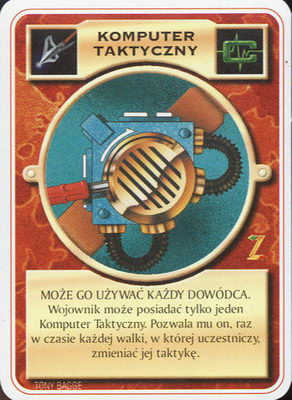 KOMPUTER
TAKTYCZNY
MOŻE GO UŻYWAĆ KAŻDY DOWÓDCA.
Wojownik może posiadać tylko jeden
Komputer Taktyczny. Pozwala mu on, raz
w czasie każdej walki, w której uczestniczy,
zmieniać jej taktykę.
TONY BAGGE